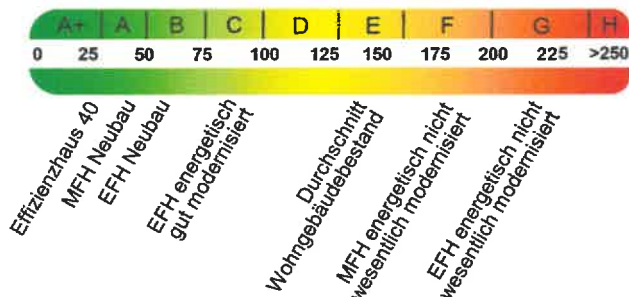 A+ A B C D E F G H
0 25 50 75 100 125 150 175 200 225 >250
Effizienzhaus 40
MFH Neubau
EFH Neubau
EFH energetisch
gut modernisiert
Durchschnitt
Wohngebäudebestand
MFH energetisch nicht
wesentlich modernisiert
EFH energetisch nicht
wesentlich modernisiert